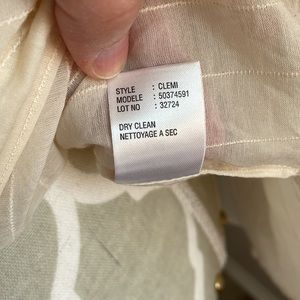 STYLE : CLEMI
MODELE : 50374591
LOT NO : 32724
DRY CLEAN
NETTOYAGE A SEC